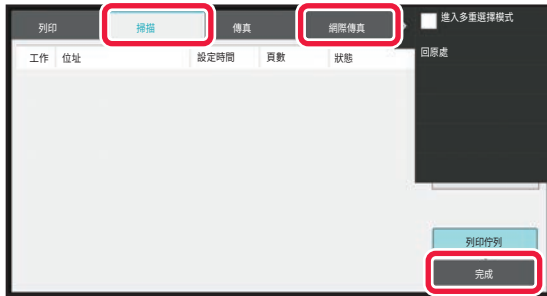 列印 掃描 傳真 網際傳真
進入多重選擇模式
工作 位址 設定時間 頁數 狀態
回原處
列印佇列
完成